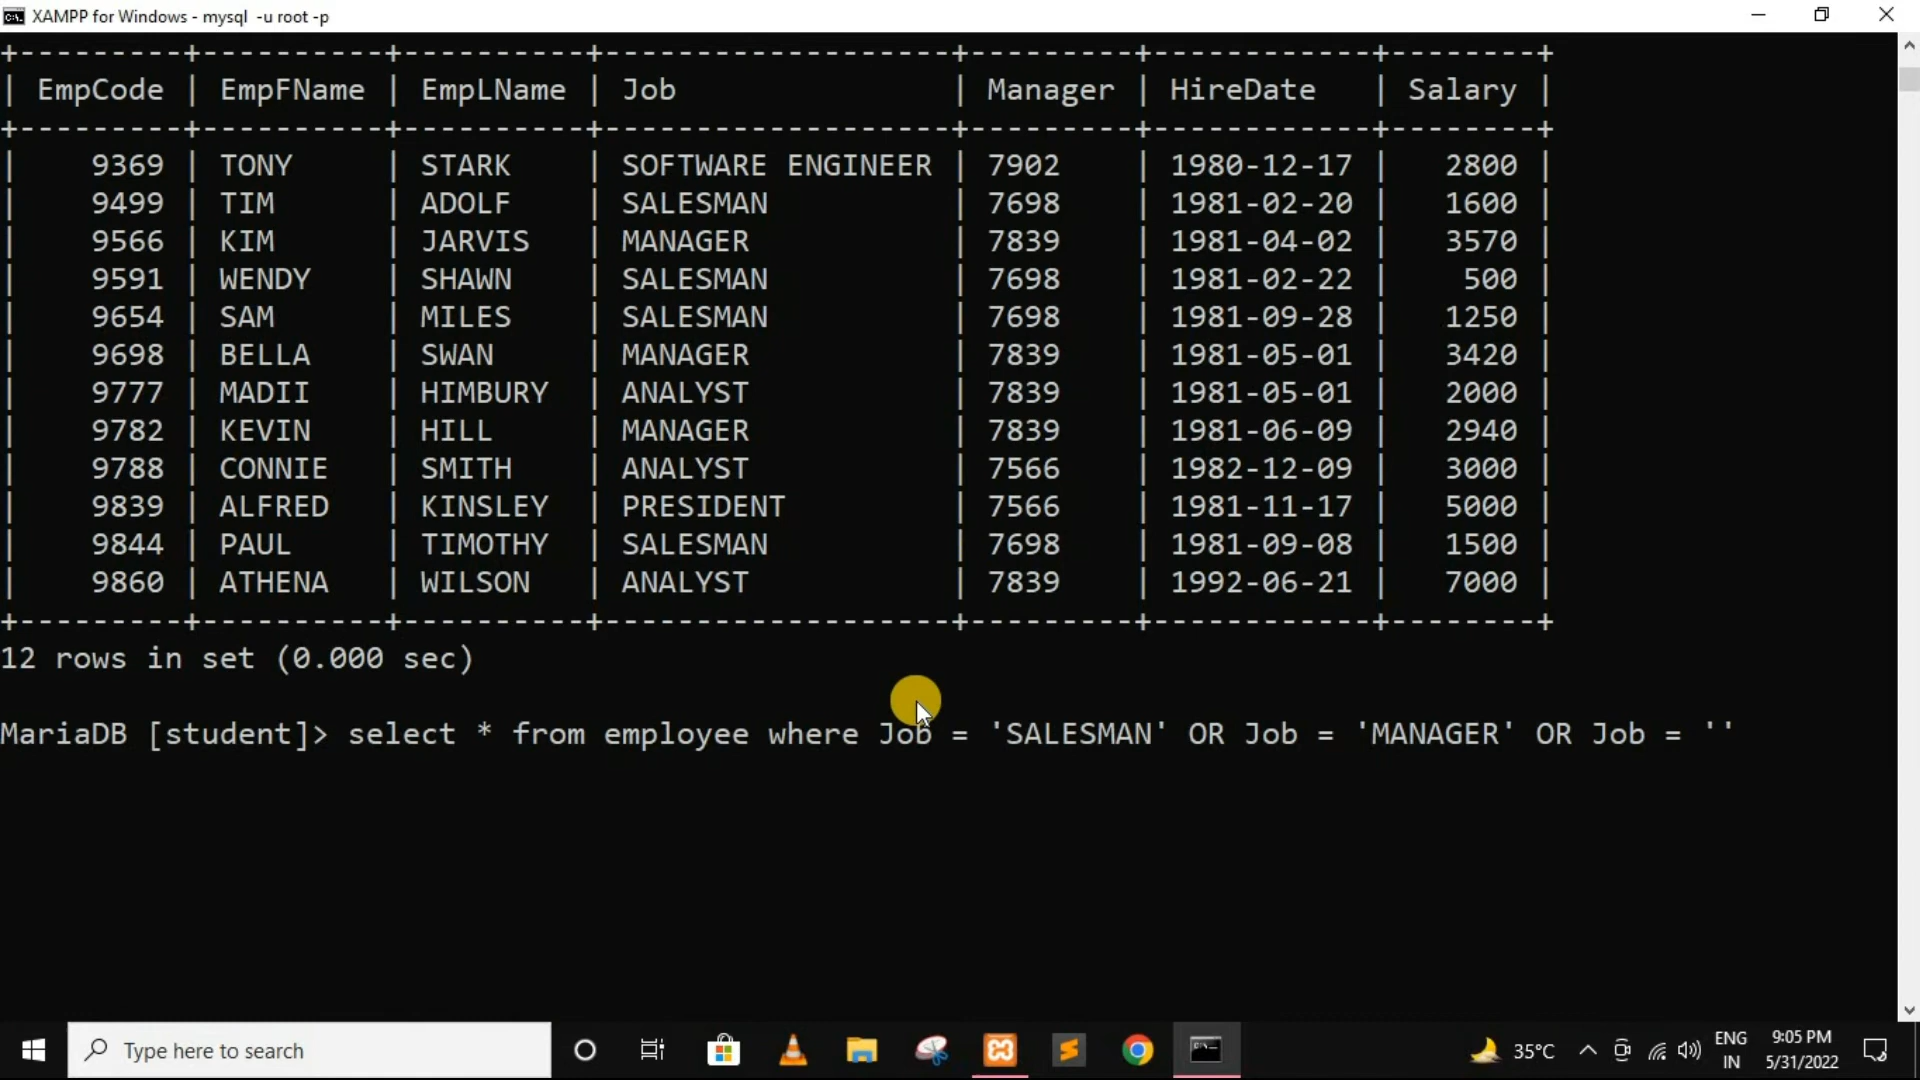 XAMPP for Windows - mysql -u root -p
+---------+----------+----------+-------------------+---------+------------+--------+
| EmpCode | EmpFName | EmpLName | Job               | Manager | HireDate   | Salary |
+---------+----------+----------+-------------------+---------+------------+--------+
|    9369 | TONY     | STARK    | SOFTWARE ENGINEER | 7902    | 1980-12-17 |   2800 |
|    9499 | TIM      | ADOLF    | SALESMAN          | 7698    | 1981-02-20 |   1600 |
|    9566 | KIM      | JARVIS   | MANAGER           | 7839    | 1981-04-02 |   3570 |
|    9591 | WENDY    | SHAWN    | SALESMAN          | 7698    | 1981-02-22 |    500 |
|    9654 | SAM      | MILES    | SALESMAN          | 7698    | 1981-09-28 |   1250 |
|    9698 | BELLA    | SWAN     | MANAGER           | 7839    | 1981-05-01 |   3420 |
|    9777 | MADII    | HIMBURY  | ANALYST           | 7839    | 1981-05-01 |   2000 |
|    9782 | KEVIN    | HILL     | MANAGER           | 7839    | 1981-06-09 |   2940 |
|    9788 | CONNIE   | SMITH    | ANALYST           | 7566    | 1982-12-09 |   3000 |
|    9839 | ALFRED   | KINSLEY  | PRESIDENT         | 7566    | 1981-11-17 |   5000 |
|    9844 | PAUL     | TIMOTHY  | SALESMAN          | 7698    | 1981-09-08 |   1500 |
|    9860 | ATHENA   | WILSON   | ANALYST           | 7839    | 1992-06-21 |   7000 |
+---------+----------+----------+-------------------+---------+------------+--------+
12 rows in set (0.000 sec)
MariaDB [student]> select * from employee where Job = 'SALESMAN' OR Job = 'MANAGER' OR Job = ''
Type here to search
35°C
ENG
IN
9:05 PM
5/31/2022